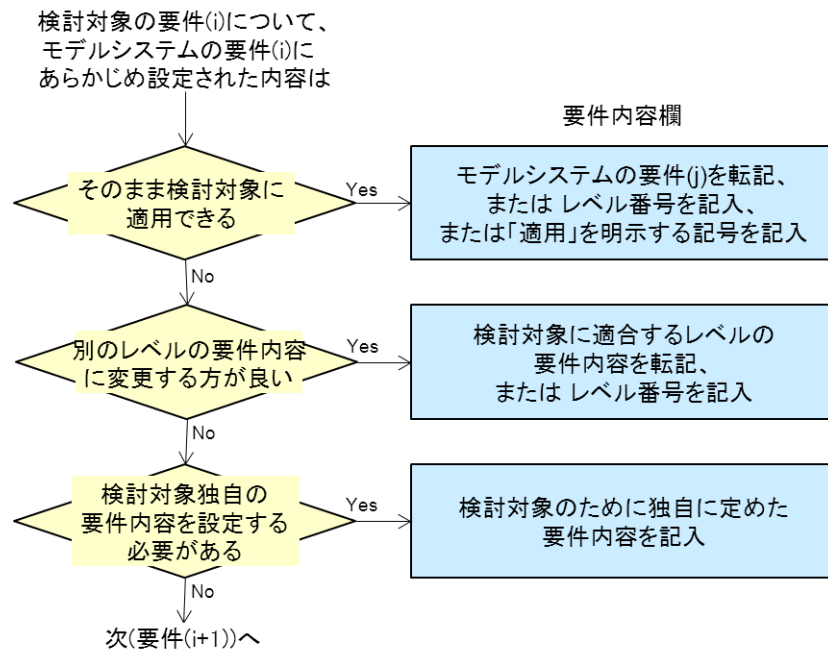 検討対象の要件(i)について、
モデルシステムの要件(i)に
あらかじめ設定された内容は
要件内容欄
そのまま検討対象に
適用できる
Yes
モデルシステムの要件(j)を転記、
または レベル番号を記入、
または「適用」を明示する記号を記入
No
別のレベルの要件内容
に変更する方が良い
Yes
検討対象に適合するレベルの
要件内容を転記、
または レベル番号を記入
No
検討対象独自の
要件内容を設定する
必要がある
Yes
検討対象のために独自に定めた
要件内容を記入
No
次(要件(i+1))へ